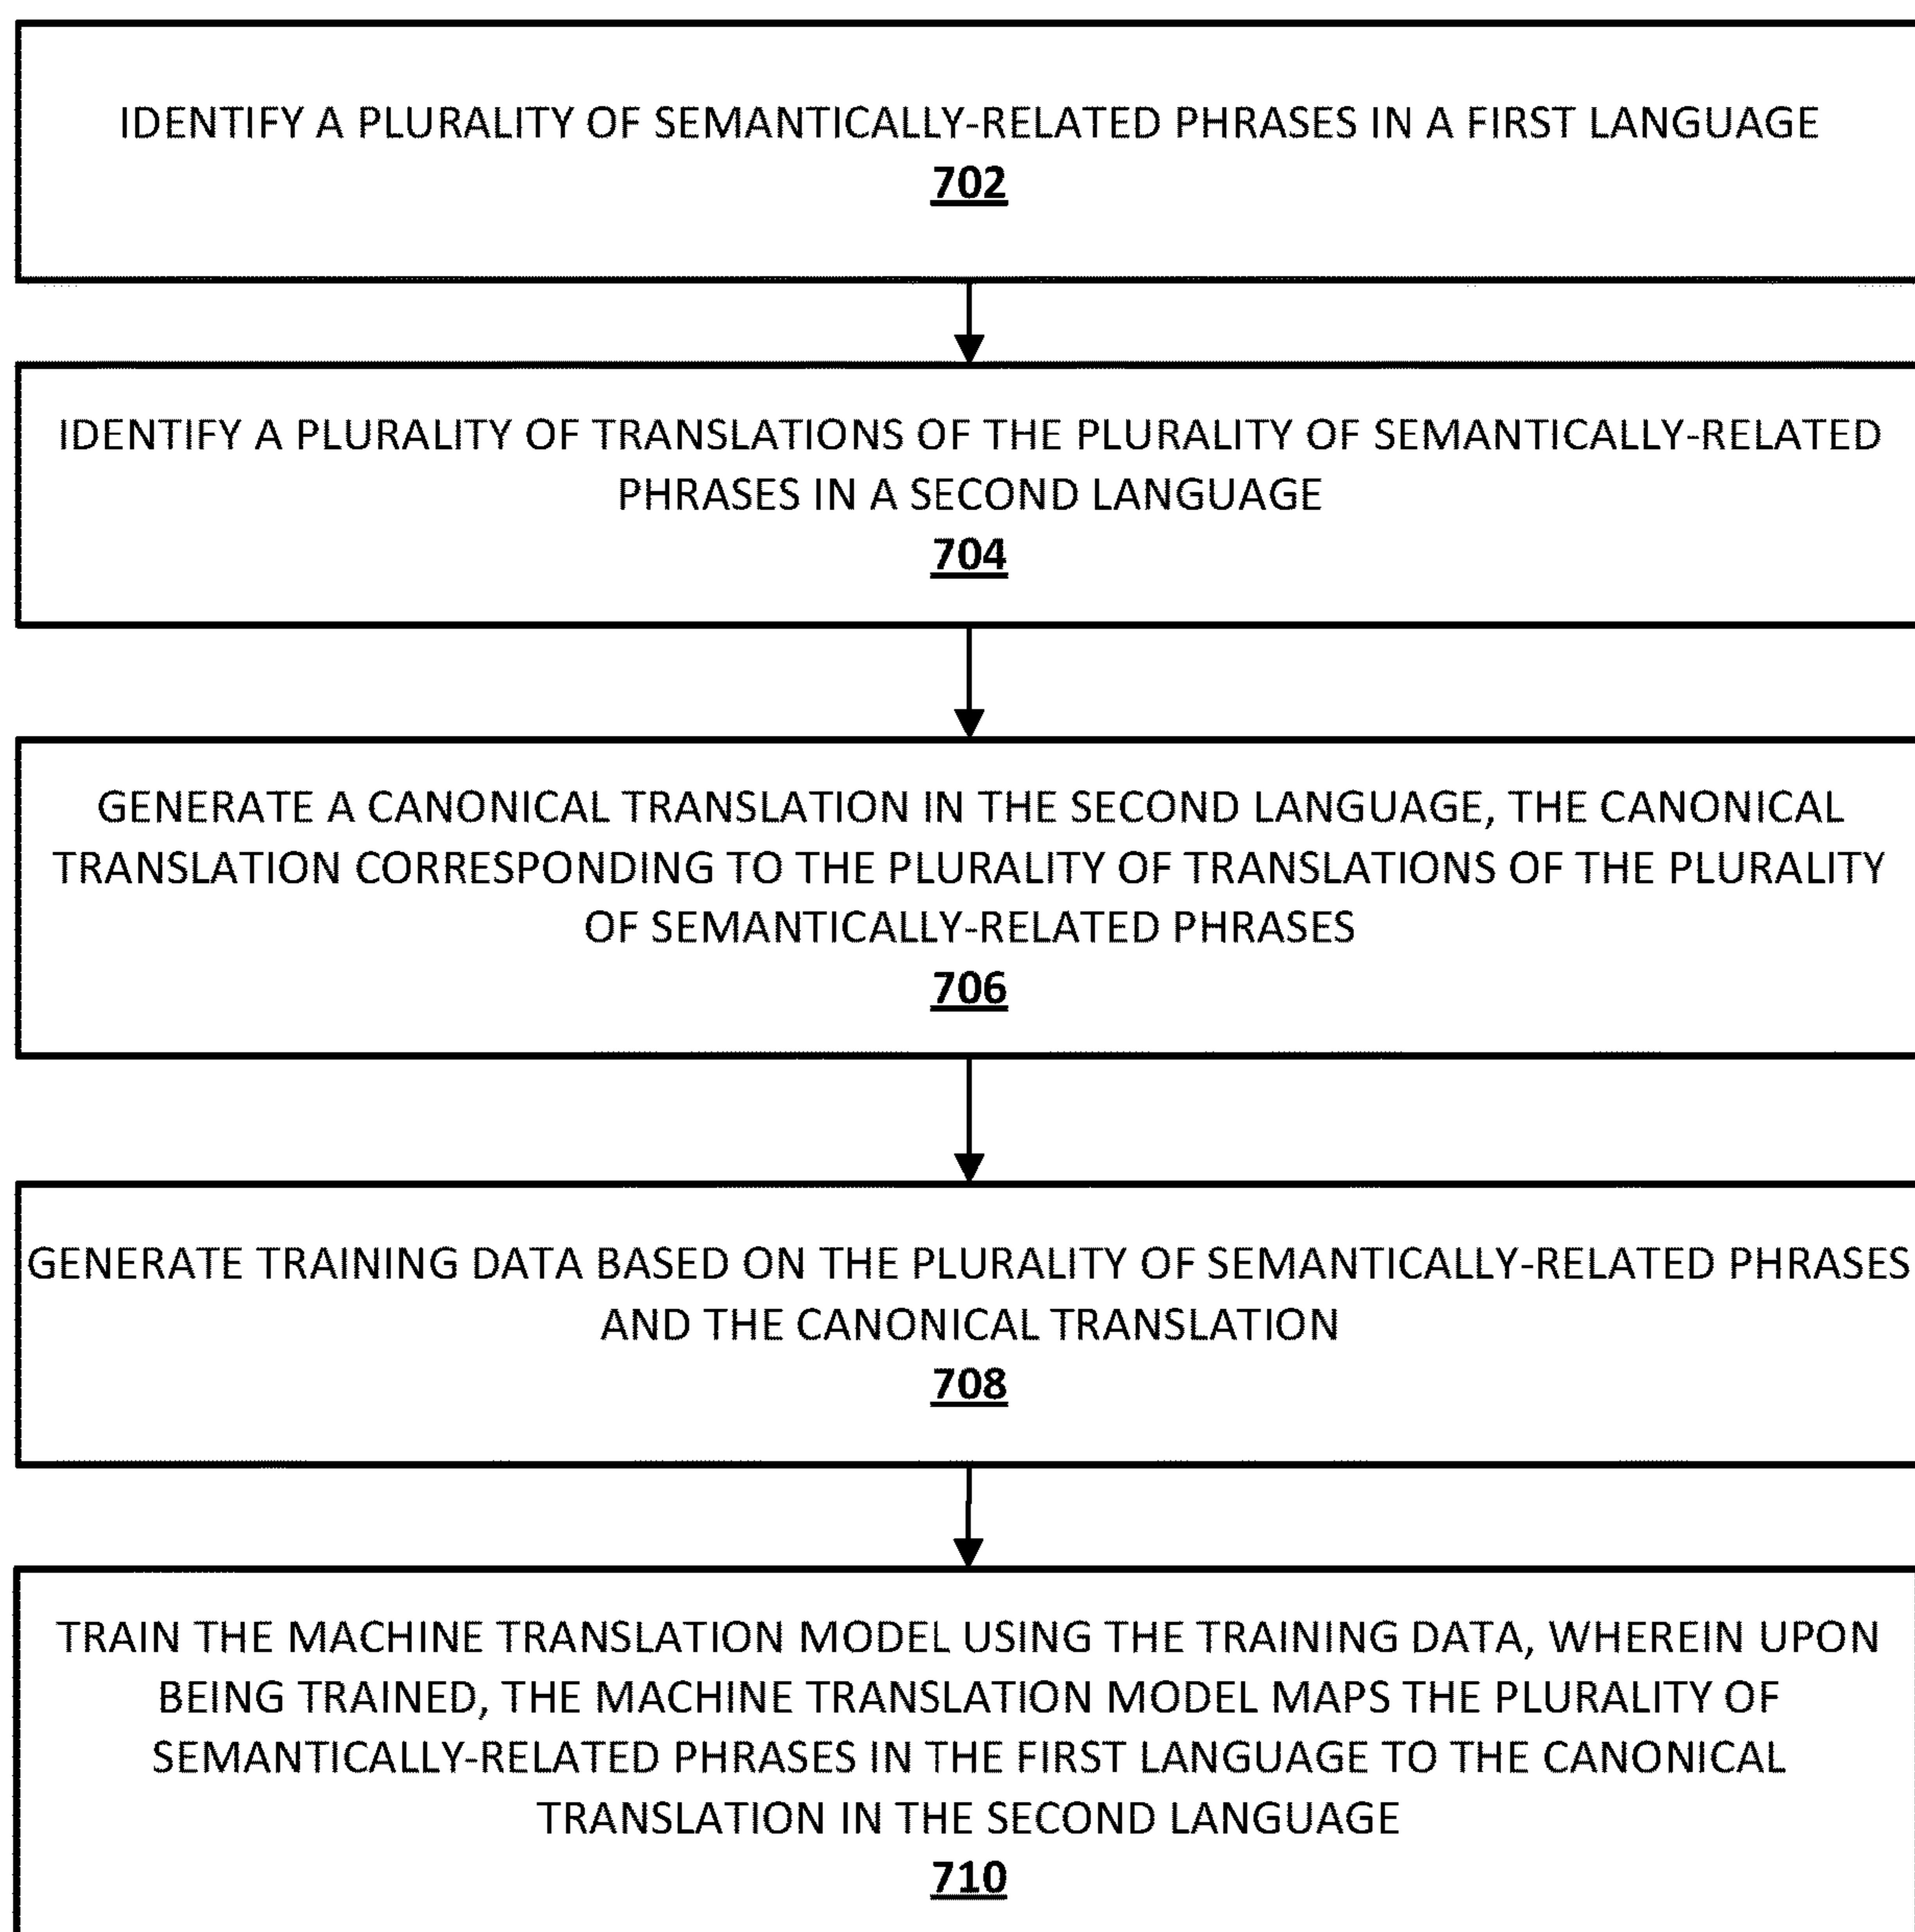 IDENTIFY A PLURALITY OF SEMANTICALLY-RELATED PHRASES IN A FIRST LANGUAGE
702
IDENTIFY A PLURALITY OF TRANSLATIONS OF THE PLURALITY OF SEMANTICALLY-RELATED
PHRASES IN A SECOND LANGUAGE
704
GENERATE A CANONICAL TRANSLATION IN THE SECOND LANGUAGE, THE CANONICAL
TRANSLATION CORRESPONDING TO THE PLURALITY OF TRANSLATIONS OF THE PLURALITY
OF SEMANTICALLY-RELATED PHRASES
706
GENERATE TRAINING DATA BASED ON THE PLURALITY OF SEMANTICALLY-RELATED PHRASES
AND THE CANONICAL TRANSLATION
708
TRAIN THE MACHINE TRANSLATION MODEL USING THE TRAINING DATA, WHEREIN UPON
BEING TRAINED, THE MACHINE TRANSLATION MODEL MAPS THE PLURALITY OF
SEMANTICALLY-RELATED PHRASES IN THE FIRST LANGUAGE TO THE CANONICAL
TRANSLATION IN THE SECOND LANGUAGE
710